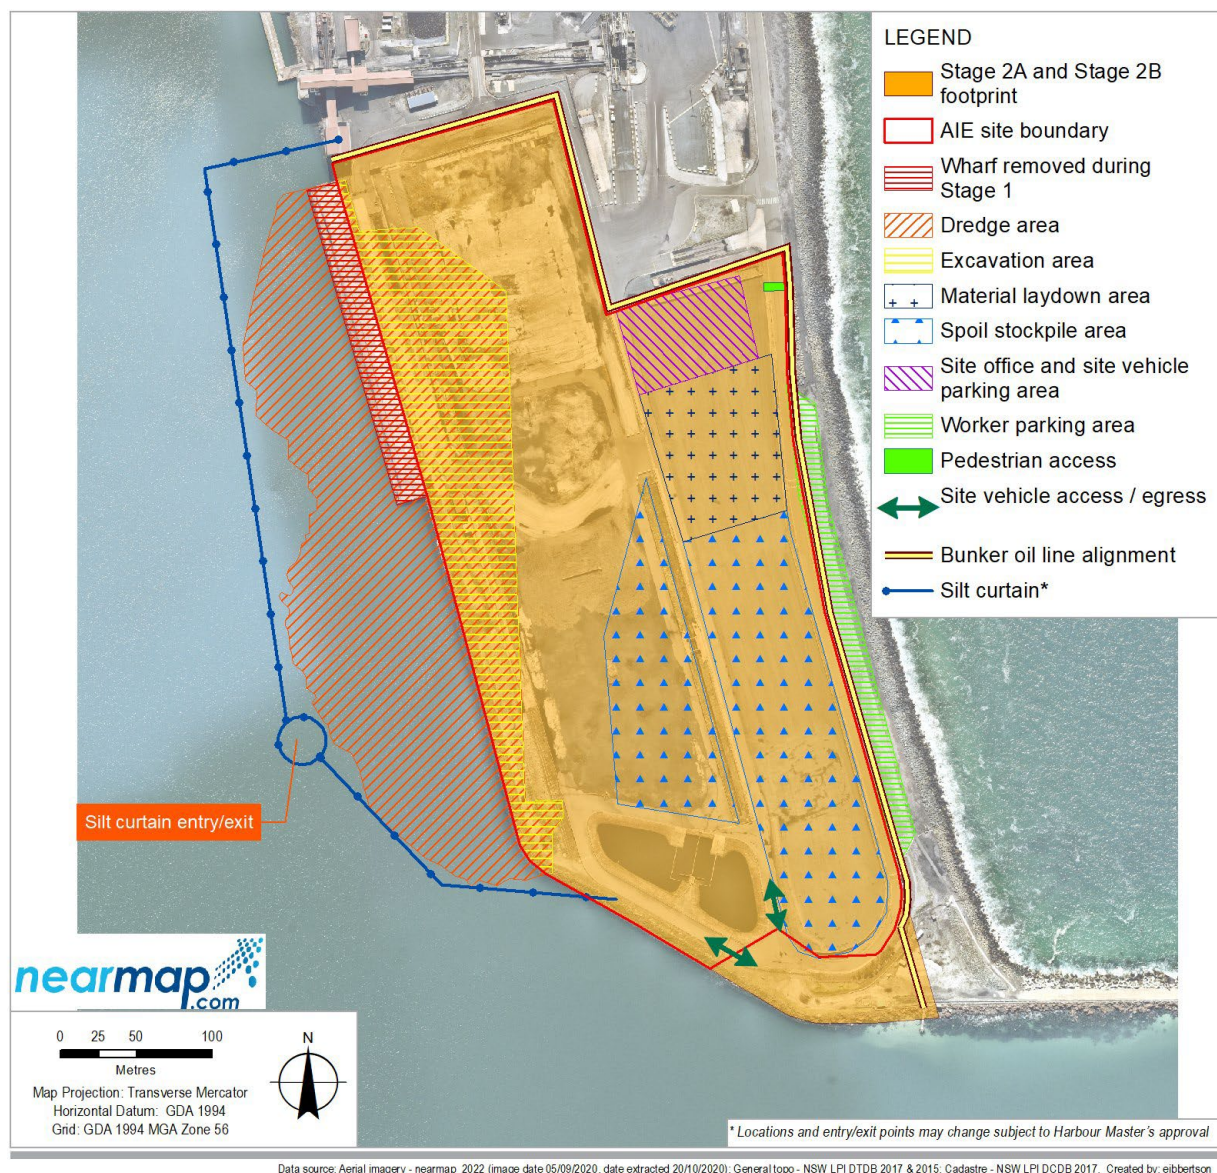 LEGEND
Stage 2A and Stage 2B
footprint
AIE site boundary
Wharf removed during
Stage 1
Dredge area
Excavation area
Material laydown area
Spoil stockpile area
Site office and site vehicle
parking area
Worker parking area
Pedestrian access
Site vehicle access / egress
Bunker oil line alignment
Silt curtain*
Silt curtain entry/exit
nearmap
.com
0 25 50 100
Metres
Map Projection: Transverse Mercator
Horizontal Datum: GDA 1994
Grid: GDA 1994 MGA Zone 56
N
* Locations and entry/exit points may change subject to Harbour Master's approval
Data source: Aerial imagery - nearmap 2022 (image date 05/09/2020, date extracted 20/10/2020); General topo - NSW LPI DTDB 2017 & 2015; Cadastre - NSW LPI DCDB 2017. Created by: eibbertson